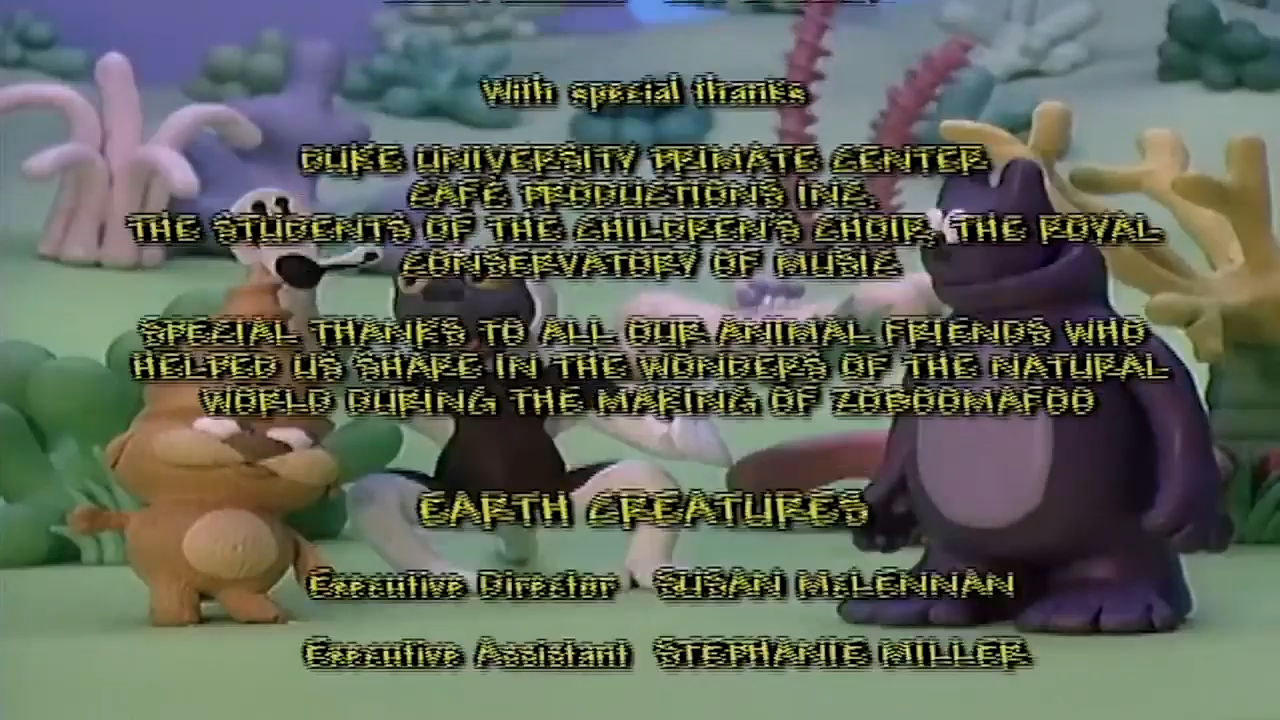 With special thanks
DUKE UNIVERSITY PRIMATE CENTER
CAFE PRODUCTIONS INC.
THE STUDENTS OF THE CHILDREN'S CHOIR, THE ROYAL
CONSERVATORY OF MUSIC
SPECIAL THANKS TO ALL OUR ANIMAL FRIENDS WHO
HELPED US SHARE IN THE WONDERS OF THE NATURAL
WORLD DURING THE MAKING OF ZOBOOMAFOO
EARTH CREATURES
Executive Director SUSAN McLENNAN
Executive Assistant STEPHANIE MILLER